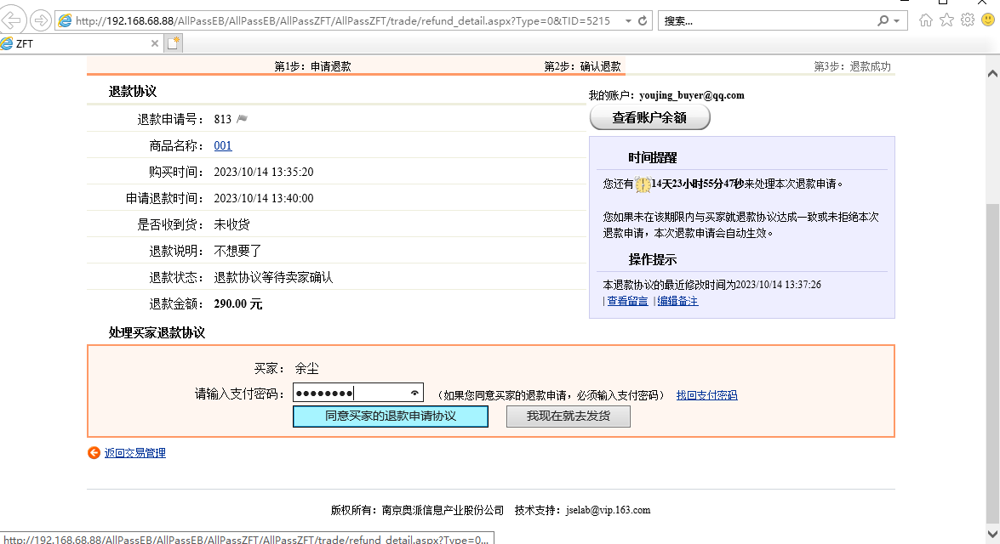 http://192.168.68.88/AllPassEB/AllPassEB/AllPassZFT/AllPassZFT/trade/refund_detail.aspx?Type=0&TID=5215
搜索...
ZFT
第1步：申请退款 第2步：确认退款 第3步：退款成功
退款协议
我的账户：youjing_buyer@qq.com
查看账户余额
退款申请号： 813
商品名称： 001
购买时间： 2023/10/14 13:35:20
申请退款时间： 2023/10/14 13:40:00
是否收到货： 未收货
退款说明： 不想要了
退款状态： 退款协议等待卖家确认
退款金额： 290.00 元
时间提醒
您还有14天23小时55分47秒来处理本次退款申请。
您如果未在该期限内与买家就退款协议达成一致或未拒绝本次
退款申请，本次退款申请会自动生效。
操作提示
本退款协议的最近修改时间为2023/10/14 13:37:26
| 查看留言 | 编辑备注
处理买家退款协议
买家： 余尘
请输入支付密码： ●●●●●●●● （如果您同意买家的退款申请，必须输入支付密码） 找回支付密码
同意买家的退款申请协议 我现在就去发货
返回交易管理
版权所有：南京奥派信息产业股份公司 技术支持：jselab@vip.163.com
http://192.168.68.88/AllPassEB/AllPassEB/AllPassZFT/AllPassZFT/trade/refund_detail.aspx?Type=0...